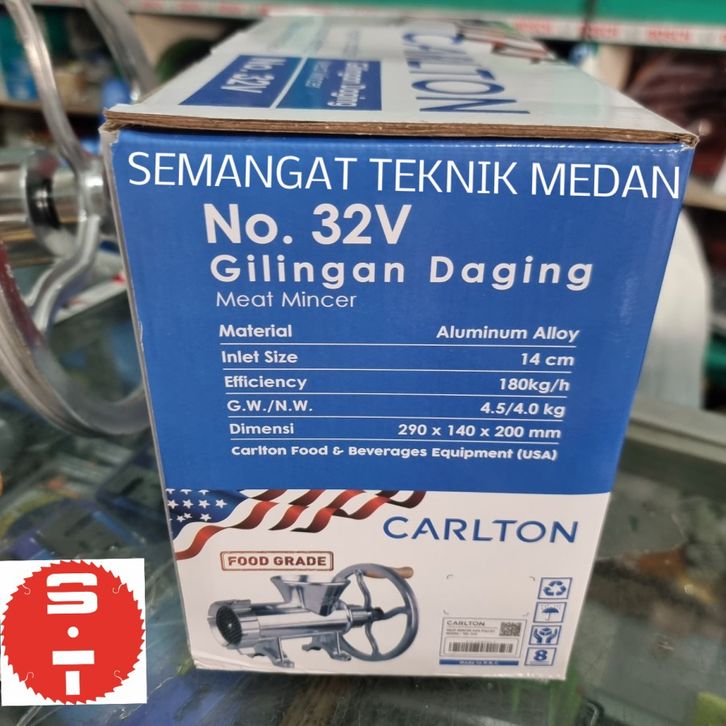 CARLTON
No. 32V
Gilingan Daging
SEMANGAT TEKNIK MEDAN
No. 32V
Gilingan Daging
Meat Mincer
Material Aluminum Alloy
Inlet Size 14 cm
Efficiency 180kg/h
G.W./N.W. 4.5/4.0 kg
Dimensi 290 x 140 x 200 mm
Carlton Food & Beverages Equipment (USA)
CARLTON
FOOD GRADE
CARLTON
8
S·T